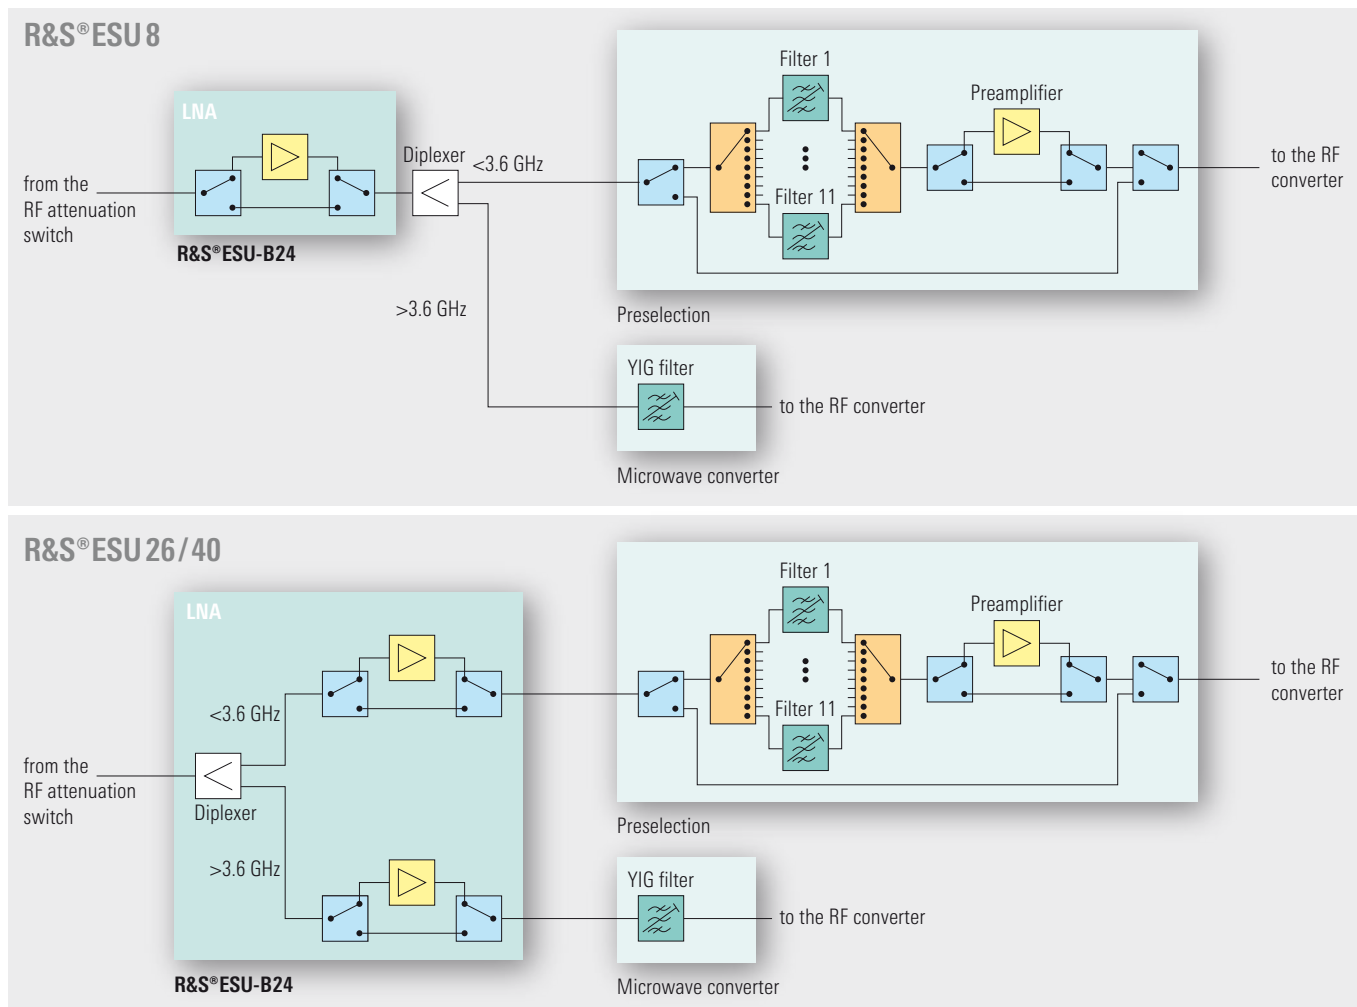 R&S®ESU 8
LNA
Filter 1
Preamplifier
Diplexer
<3.6 GHz
from the
RF attenuation
switch
to the RF
converter
Filter 11
R&S®ESU-B24
>3.6 GHz
Preselection
YIG filter
to the RF converter
Microwave converter
R&S®ESU 26/40
LNA
Filter 1
Preamplifier
to the RF
converter
<3.6 GHz
Filter 11
from the
RF attenuation
switch
Diplexer
Preselection
>3.6 GHz
YIG filter
to the RF converter
R&S®ESU-B24
Microwave converter